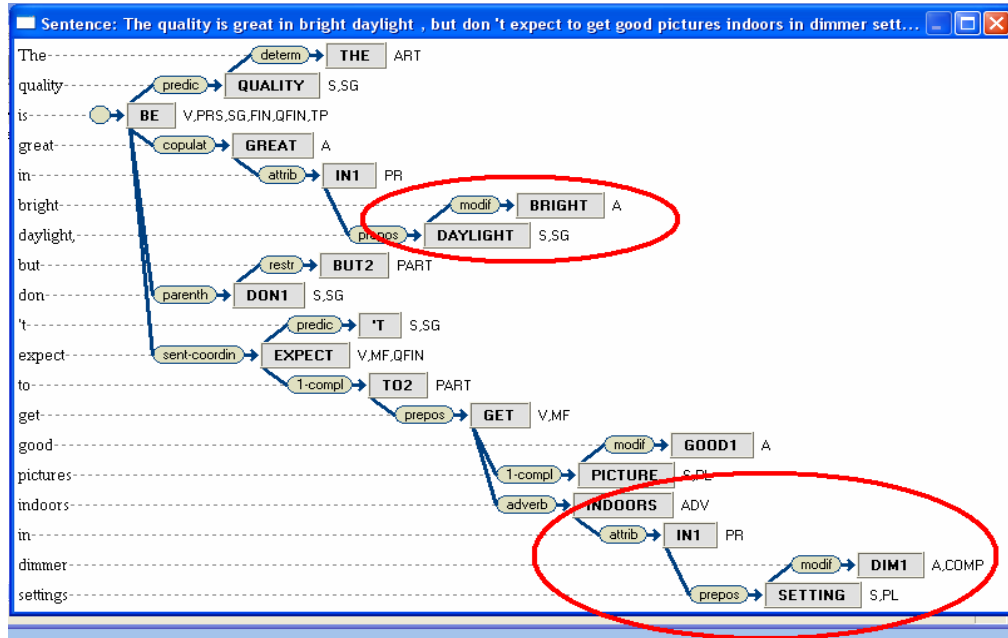 Sentence: The quality is great in bright daylight , but don 't expect to get good pictures indoors in dimmer sett...
The determ THE ART
quality predic QUALITY S,SG
is BE V,PRS,SG,FIN,QFIN,TP
great copulat GREAT A
in attrib IN1 PR
bright modif BRIGHT A
daylight, prepos DAYLIGHT S,SG
but restr BUT2 PART
don parenth DON1 S,SG
't predic 'T S,SG
expect sent-coordin EXPECT V,MF,QFIN
to 1-compl TO2 PART
get prepos GET V,MF
good modif GOOD1 A
pictures 1-compl PICTURE S,PL
indoors adverb INDOORS ADV
in attrib IN1 PR
dimmer modif DIM1 A,COMP
settings prepos SETTING S,PL